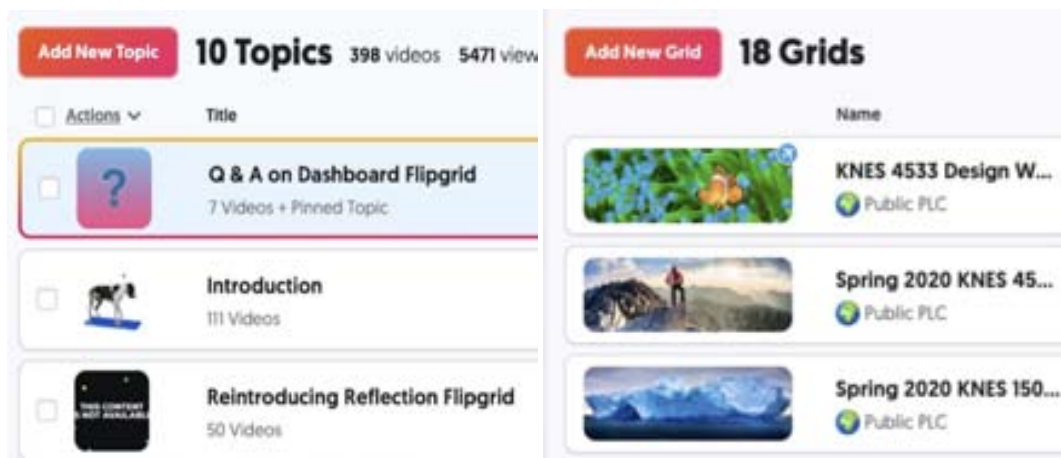 Add New Topic
10 Topics 398 videos 5471 view
Actions
Title
?
Q & A on Dashboard Flipgrid
7 Videos + Pinned Topic
Introduction
111 Videos
THIS CONTENT
IS NOT AVAILABLE
Reintroducing Reflection Flipgrid
50 Videos
Add New Grid
18 Grids
Name
KNES 4533 Design W...
Public PLC
Spring 2020 KNES 45...
Public PLC
Spring 2020 KNES 150...
Public PLC